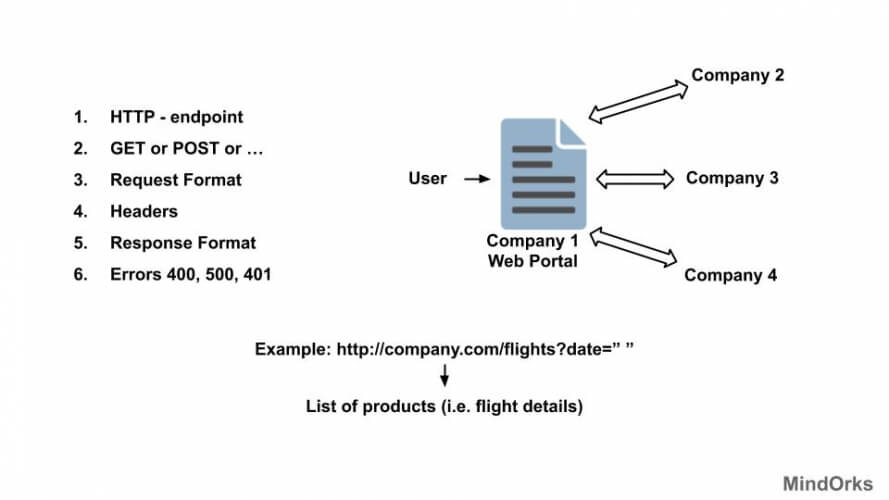 1. HTTP - endpoint
2. GET or POST or …
3. Request Format
4. Headers
5. Response Format
6. Errors 400, 500, 401
User
Company 1
Web Portal
Company 2
Company 3
Company 4
Example: http://company.com/flights?date=” ”
List of products (i.e. flight details)
MindOrks